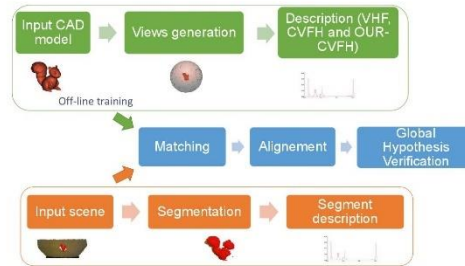 Input CAD
model
Views generation
Description (VHF,
CVFH and OUR-
CVFH)
Off-line training
Matching
Alignement
Global
Hypothesis
Verification
Input scene
Segmentation
Segment
description